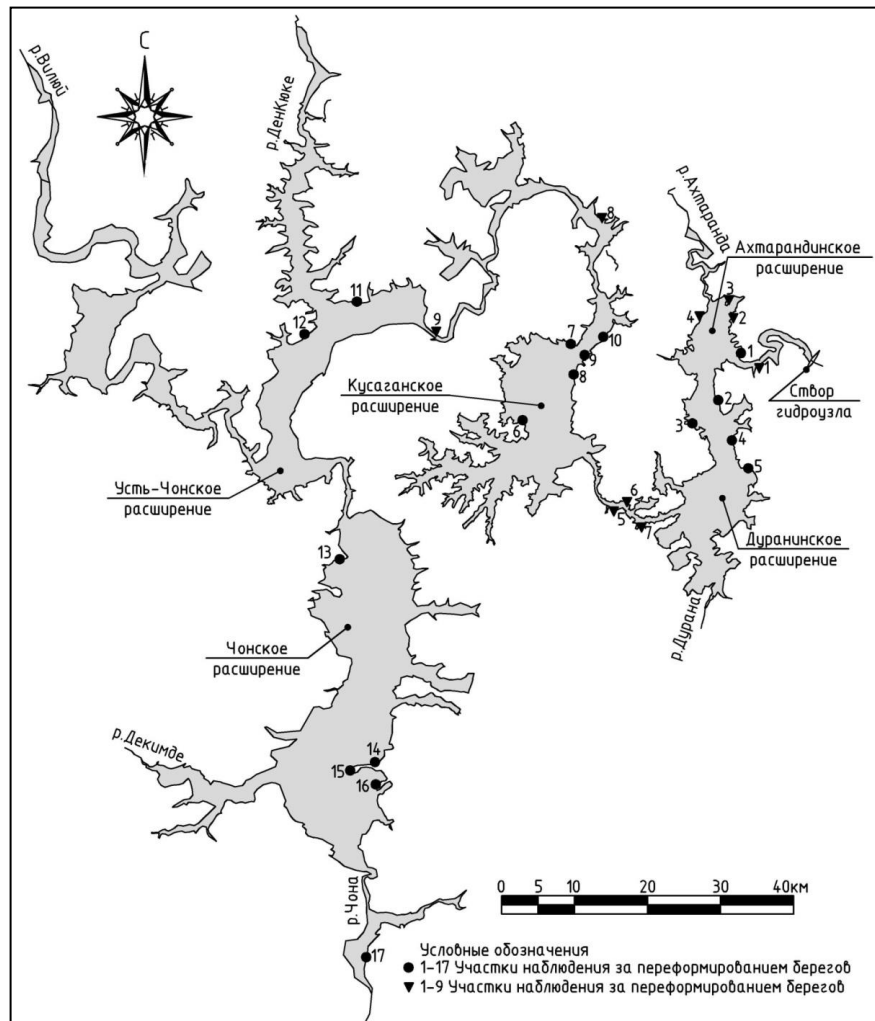 С
р.Вилюй
р.ДенКюке
р.Ахтаранда
Ахтарандинское
расширение
8
3
4
2
11
12
9
7
10
9
8
1
1
Створ
гидроузла
Кусаганское
расширение
2
3
4
6
5
Усть-Чонское
расширение
6
5
7
Дуранинское
расширение
13
р.Дурана
Чонское
расширение
р.Декимде
14
15
16
р.Чона
17
0 5 10 20 30 40км
Условные обозначения
1-17 Участки наблюдения за переформированием берегов
1-9 Участки наблюдения за переформированием берегов